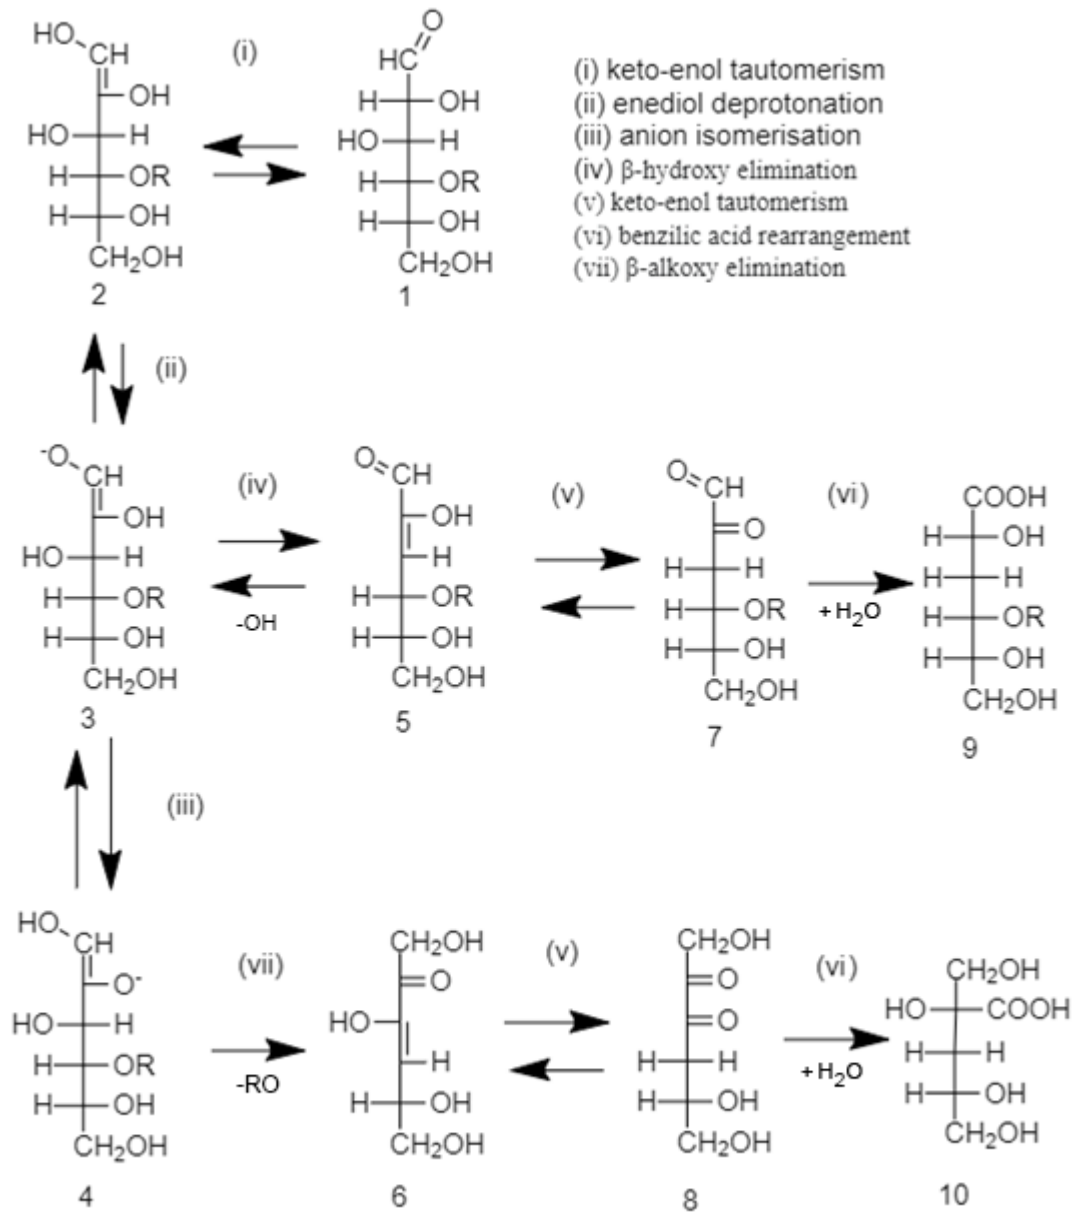 HO
CH
OH
HO H
H OR
H OH
CH₂OH
2
(i)
O
HC
H OH
HO H
H OR
H OH
CH₂OH
1
(i) keto-enol tautomerism
(ii) enediol deprotonation
(iii) anion isomerisation
(iv) β-hydroxy elimination
(v) keto-enol tautomerism
(vi) benzilic acid rearrangement
(vii) β-alkoxy elimination
(ii)
⁻O
CH
OH
HO H
H OR
H OH
CH₂OH
3
(iv)
-OH
O CH
OH
H
H OR
H OH
CH₂OH
5
(v)
O CH
O
H H
H OR
H OH
CH₂OH
7
(vi)
+H₂O
COOH
H OH
H H
H OR
H OH
CH₂OH
9
(iii)
HO
CH
O⁻
HO H
H OR
H OH
CH₂OH
4
(vii)
-RO
CH₂OH
O
HO
H
H OH
CH₂OH
6
(v)
CH₂OH
O
O
H H
H OH
CH₂OH
8
(vi)
+H₂O
CH₂OH
HO COOH
H H
H OH
CH₂OH
10